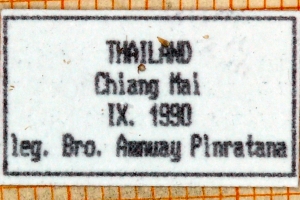 THAILAND
Chiang Mai
IX. 1990
leg. Bro. Amnuay Pinratana